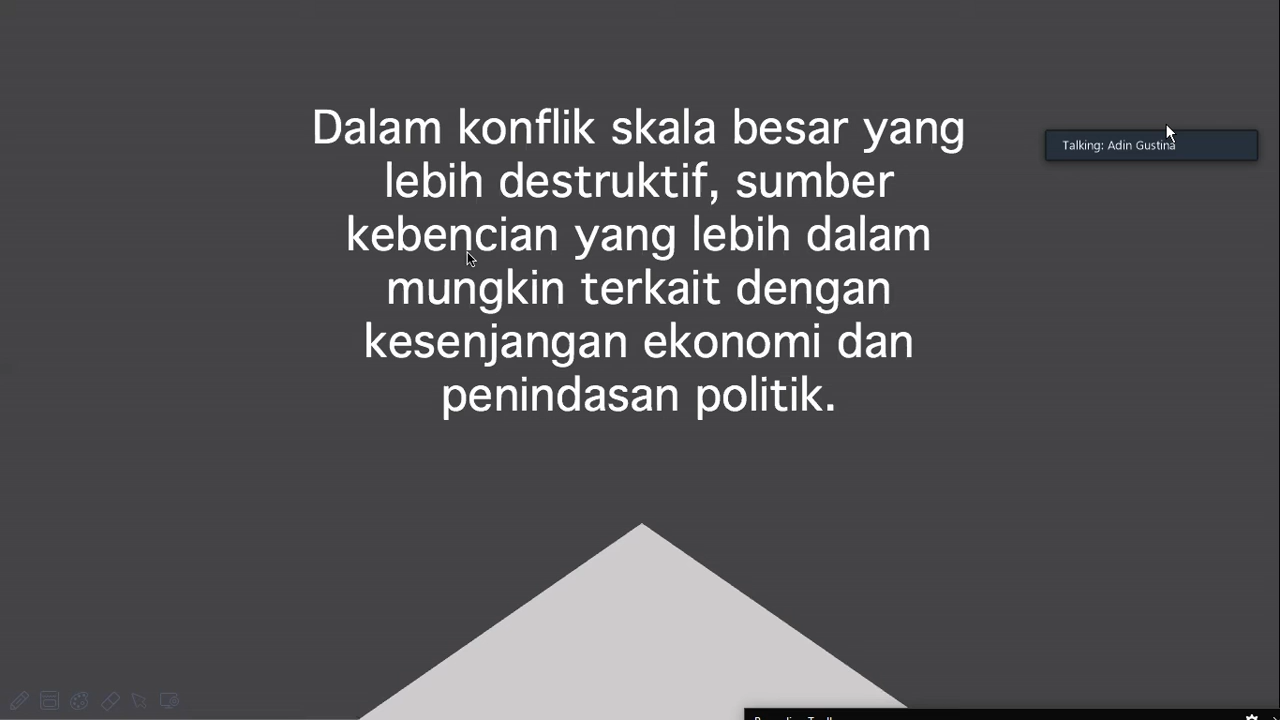 Dalam konflik skala besar yang
lebih destruktif, sumber
kebencian yang lebih dalam
mungkin terkait dengan
kesenjangan ekonomi dan
penindasan politik.
Talking: Adin Gustina